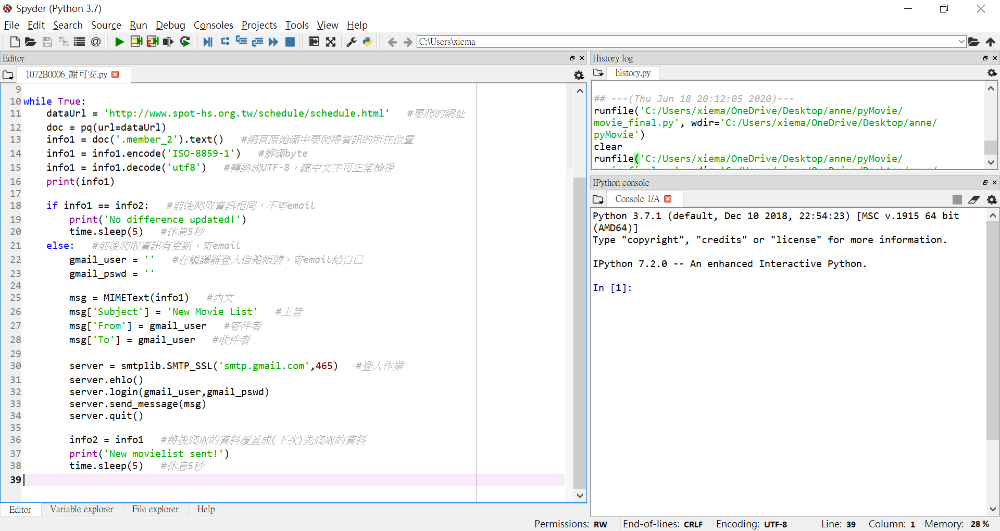 Spyder (Python 3.7)
File Edit Search Source Run Debug Consoles Projects Tools View Help
C:\Users\xiema
Editor
1072B0006_謝可安.py
9
10 while True:
11     dataUrl = 'http://www.spot-hs.org.tw/schedule/schedule.html'   #要爬的網址
12     doc = pq(url=dataUrl)
13     info1 = doc('.member_2').text()   #網頁原始碼中要爬得資訊的所在位置
14     info1 = info1.encode('ISO-8859-1')   #解碼byte
15     info1 = info1.decode('utf8')   #轉換成UTF-8，讓中文字可正常檢視
16     print(info1)
17
18     if info1 == info2:   #前後爬取資訊相同，不寄email
19         print('No difference updated!')
20         time.sleep(5)   #休息5秒
21     else:   #前後爬取資訊有更新，寄email
22         gmail_user = ''   #在編譯器登入信箱帳號，寄email給自己
23         gmail_pswd = ''
24
25         msg = MIMEText(info1)   #內文
26         msg['Subject'] = 'New Movie List'   #主旨
27         msg['From'] = gmail_user   #寄件者
28         msg['To'] = gmail_user   #收件者
29
30         server = smtplib.SMTP_SSL('smtp.gmail.com',465)   #登入作業
31         server.ehlo()
32         server.login(gmail_user,gmail_pswd)
33         server.send_message(msg)
34         server.quit()
35
36         info2 = info1   #將後爬取的資料覆蓋成(下次)先爬取的資料
37         print('New movielist sent!')
38         time.sleep(5)   #休息5秒
39
Editor Variable explorer File explorer Help
History log
history.py
## ---(Thu Jun 18 20:12:05 2020)---
runfile('C:/Users/xiema/OneDrive/Desktop/anne/pyMovie/
movie_final.py', wdir='C:/Users/xiema/OneDrive/Desktop/anne/
pyMovie')
clear
runfile('C:/Users/xiema/OneDrive/Desktop/anne/pyMovie/
movie_final.py', wdir='C:/Users/xiema/OneDrive/Desktop/anne/
IPython console
Console 1/A
Python 3.7.1 (default, Dec 10 2018, 22:54:23) [MSC v.1915 64 bit
(AMD64)]
Type "copyright", "credits" or "license" for more information.
IPython 7.2.0 -- An enhanced Interactive Python.
In [1]:
Permissions: RW End-of-lines: CRLF Encoding: UTF-8 Line: 39 Column: 1 Memory: 28 %